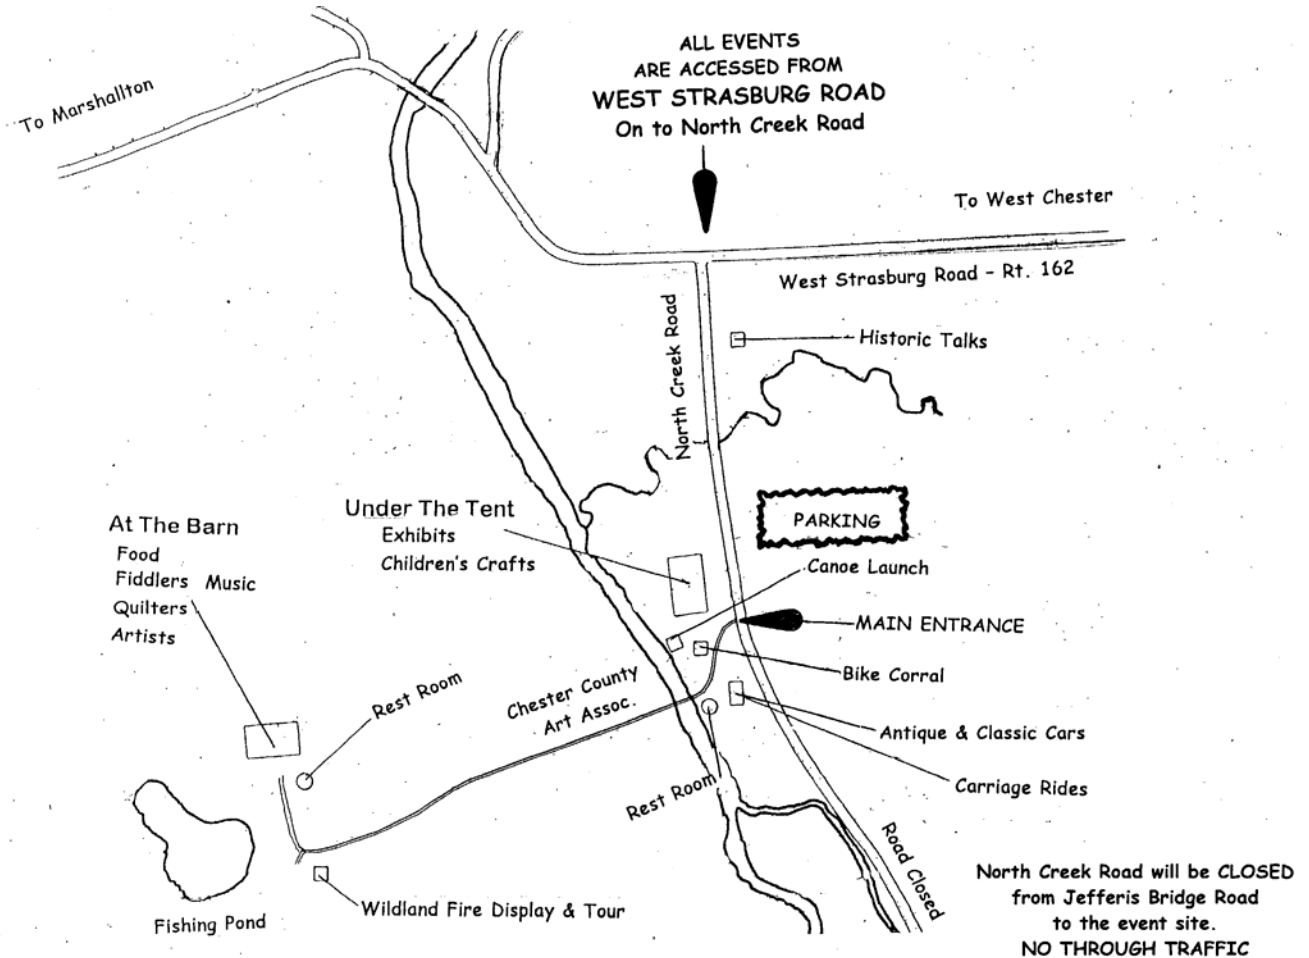 ALL EVENTS
ARE ACCESSED FROM
WEST STRASBURG ROAD
On to North Creek Road
To Marshallton
To West Chester
West Strasburg Road - Rt. 162
North Creek Road
Historic Talks
PARKING
Under The Tent
Exhibits
Children's Crafts
At The Barn
Food
Fiddlers Music
Quilters
Artists
Canoe Launch
MAIN ENTRANCE
Bike Corral
Chester County
Art Assoc.
Rest Room
Antique & Classic Cars
Rest Room
Carriage Rides
Road Closed
Wildland Fire Display & Tour
Fishing Pond
North Creek Road will be CLOSED
from Jefferis Bridge Road
to the event site.
NO THROUGH TRAFFIC